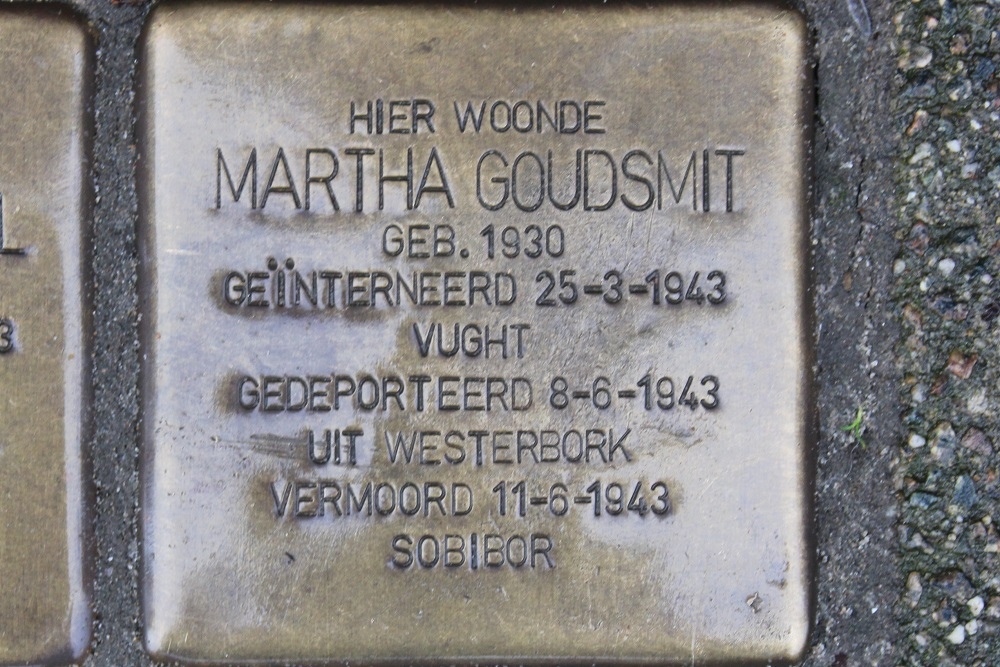 HIER WOONDE
MARTHA GOUDSMIT
GEB. 1930
GEÏNTERNEERD 25-3-1943
VUGHT
GEDEPORTEERD 8-6-1943
UIT WESTERBORK
VERMOORD 11-6-1943
SOBIBOR
L
3